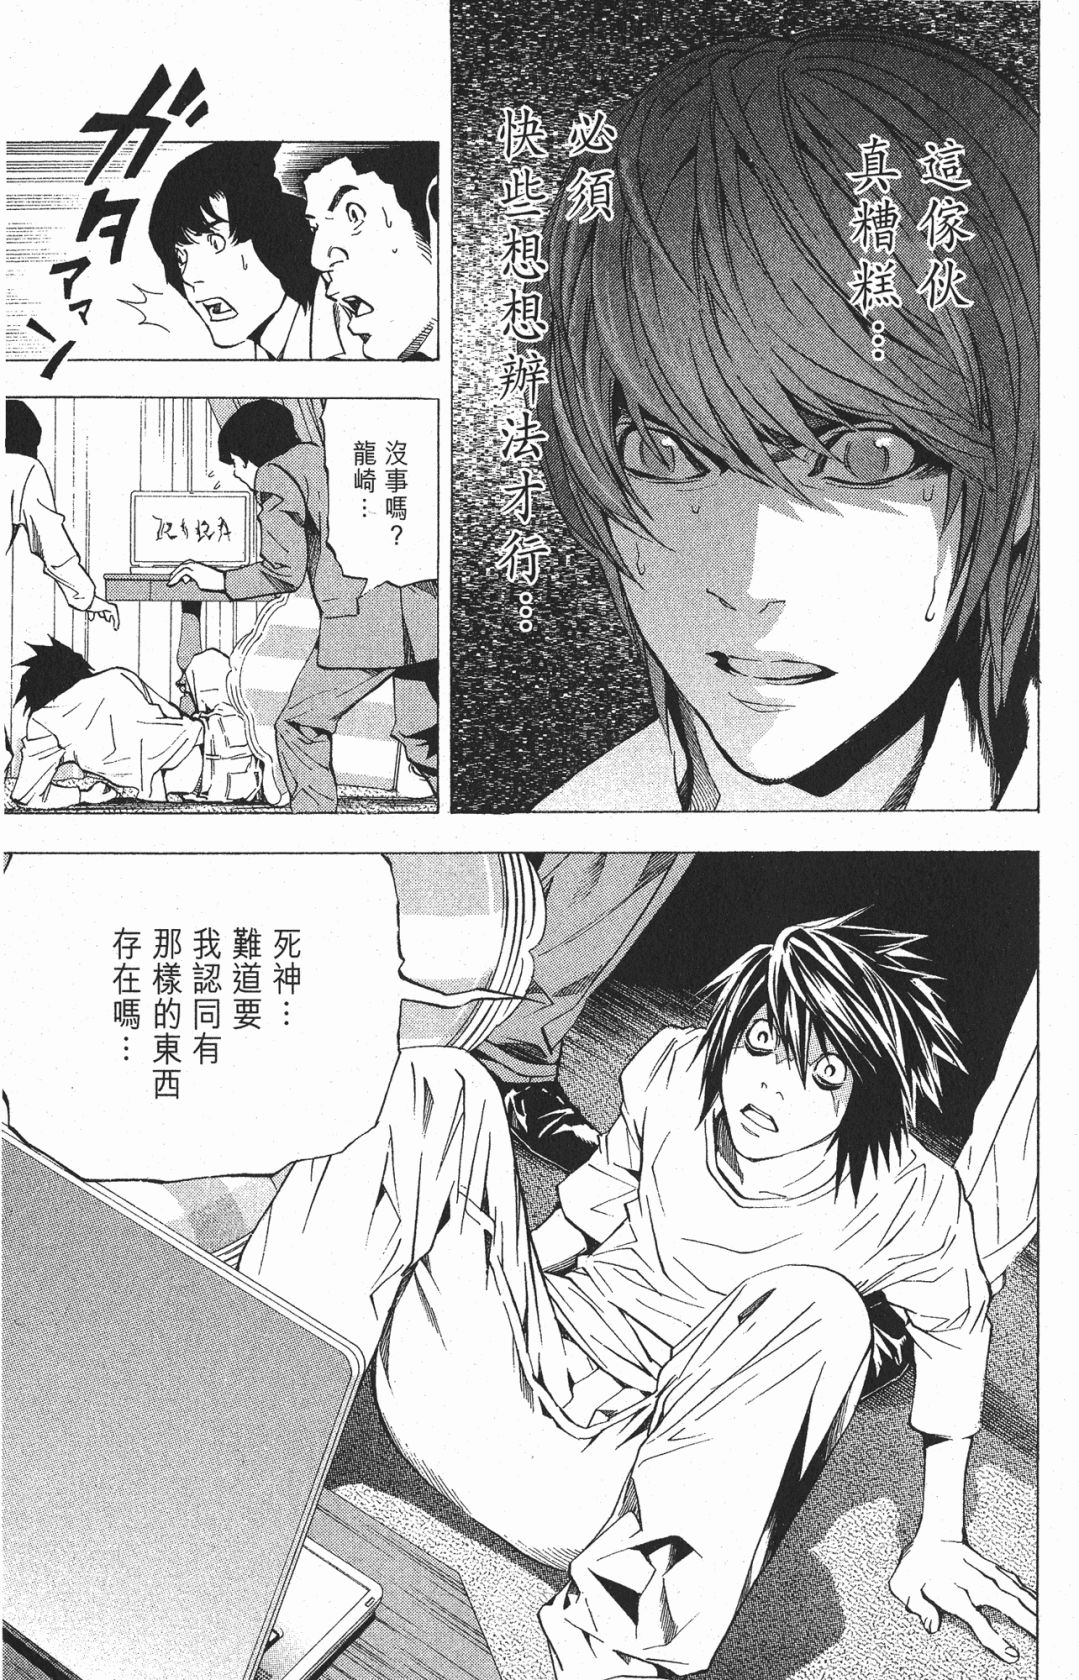 這傢伙
真糟糕…
必須
快些想想辦法才行…
ガタァァン
沒事嗎？
龍崎…
死神…
難道要
我認同有
那樣的東西
存在嗎…